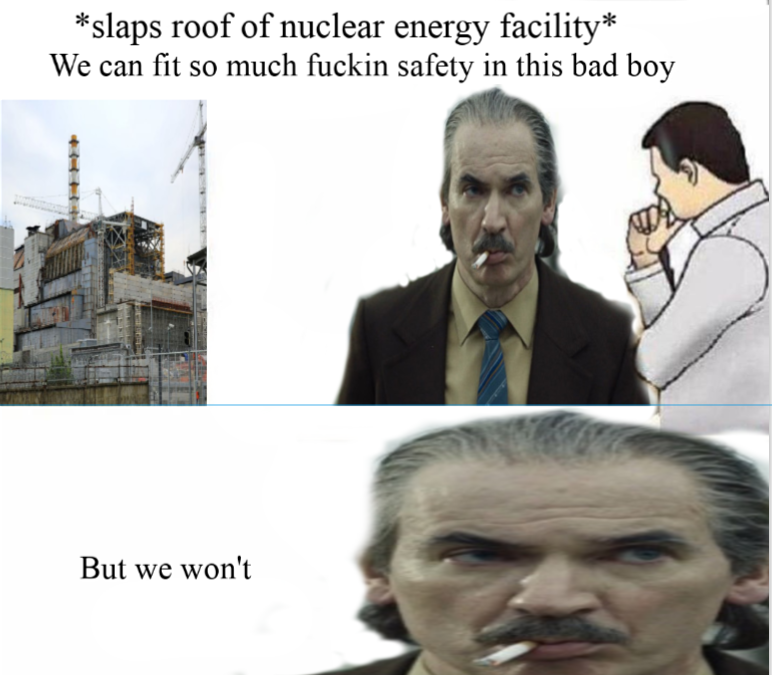 *slaps roof of nuclear energy facility*
We can fit so much fuckin safety in this bad boy
But we won't